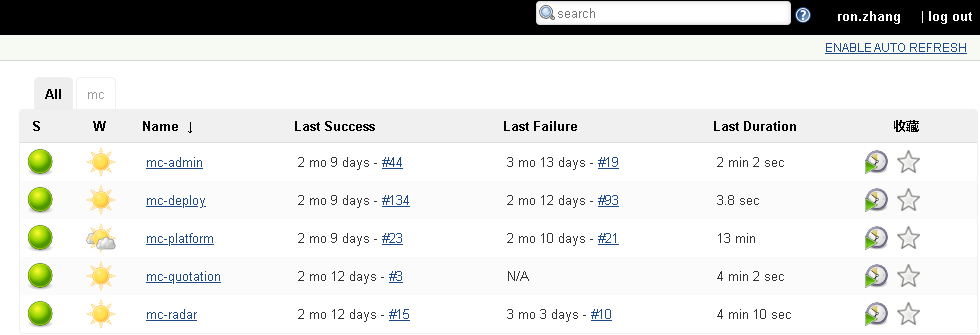 search ron.zhang | log out
ENABLE AUTO REFRESH
All mc
S W Name ↓ Last Success Last Failure Last Duration 收藏
mc-admin 2 mo 9 days - #44 3 mo 13 days - #19 2 min 2 sec
mc-deploy 2 mo 9 days - #134 2 mo 12 days - #93 3.8 sec
mc-platform 2 mo 9 days - #23 2 mo 10 days - #21 13 min
mc-quotation 2 mo 12 days - #3 N/A 4 min 2 sec
mc-radar 2 mo 12 days - #15 3 mo 3 days - #10 4 min 10 sec